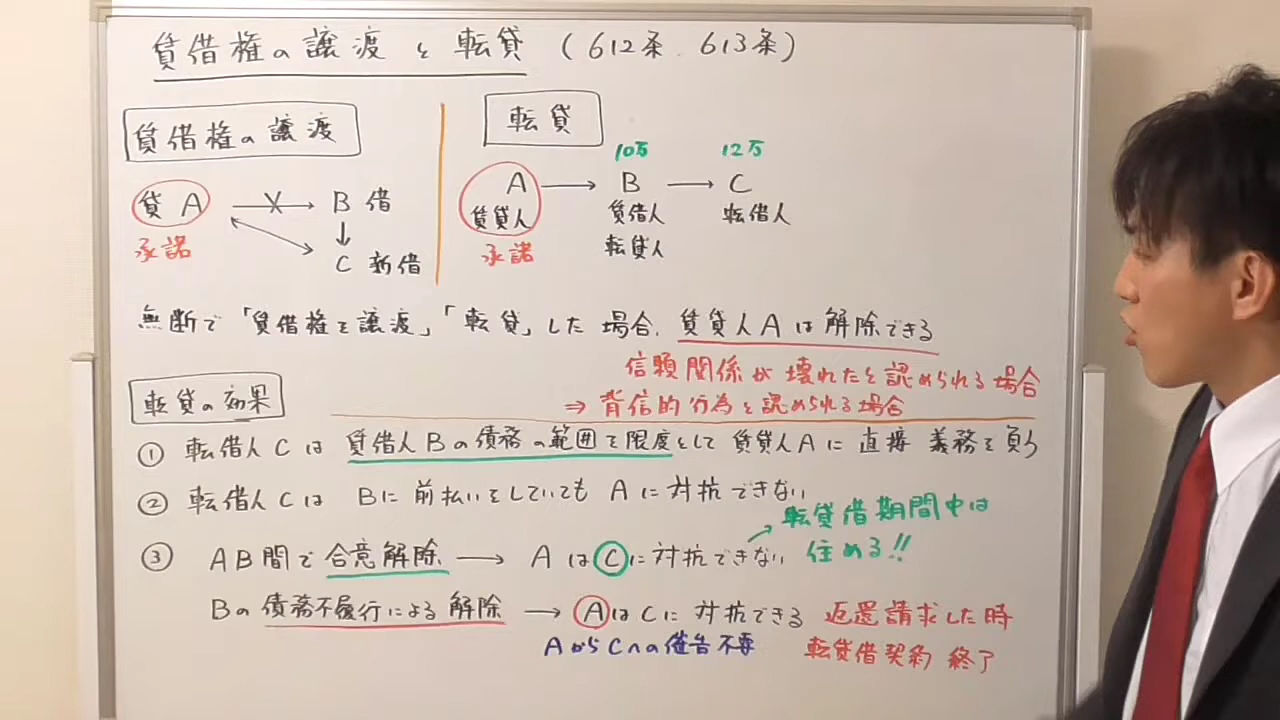 賃借権の譲渡と転貸（612条．613条）
賃借権の譲渡
貸 A
承諾
B 借
C 新借
転貸
10万 12万
A B C
賃貸人 賃借人 転借人
承諾 転貸人
無断で「賃借権を譲渡」「転貸」した場合，賃貸人Aは解除できる
信頼関係が壊れたと認められる場合
⇒ 背信的行為と認められる場合
転貸の効果
① 転借人Cは 賃借人Bの債務の範囲を限度として 賃貸人Aに 直接 義務を負う
② 転借人Cは Bに前払いをしていても Aに対抗できない
転貸借期間中は
住める!!
③ AB間で合意解除 → AはCに対抗できない
Bの債務不履行による解除 → AはCに対抗できる 返還請求した時
AからCへの催告不要 転貸借契約 終了